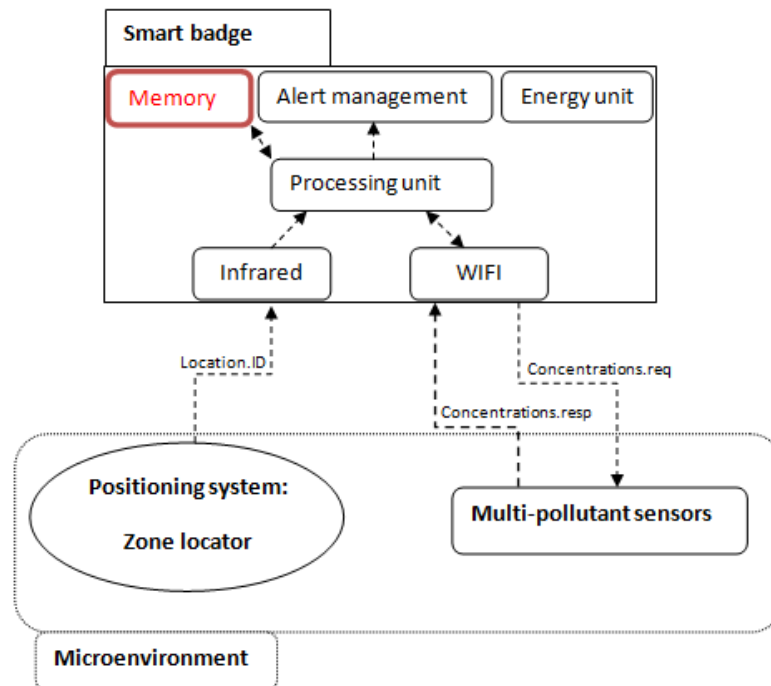 Smart badge
Memory
Alert management
Energy unit
Processing unit
Infrared
WIFI
Location.ID
Concentrations.req
Concentrations.resp
Positioning system:
Zone locator
Multi-pollutant sensors
Microenvironment